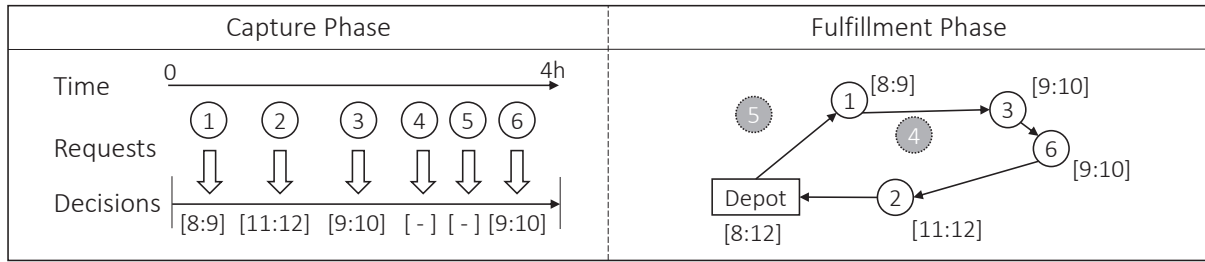 Capture Phase
Fulfillment Phase
Time
0
4h
Requests
1 2 3 4 5 6
Decisions
[8:9] [11:12] [9:10] [ - ] [ - ] [9:10]
1 [8:9]
3 [9:10]
5
4
6 [9:10]
Depot
[8:12]
2
[11:12]